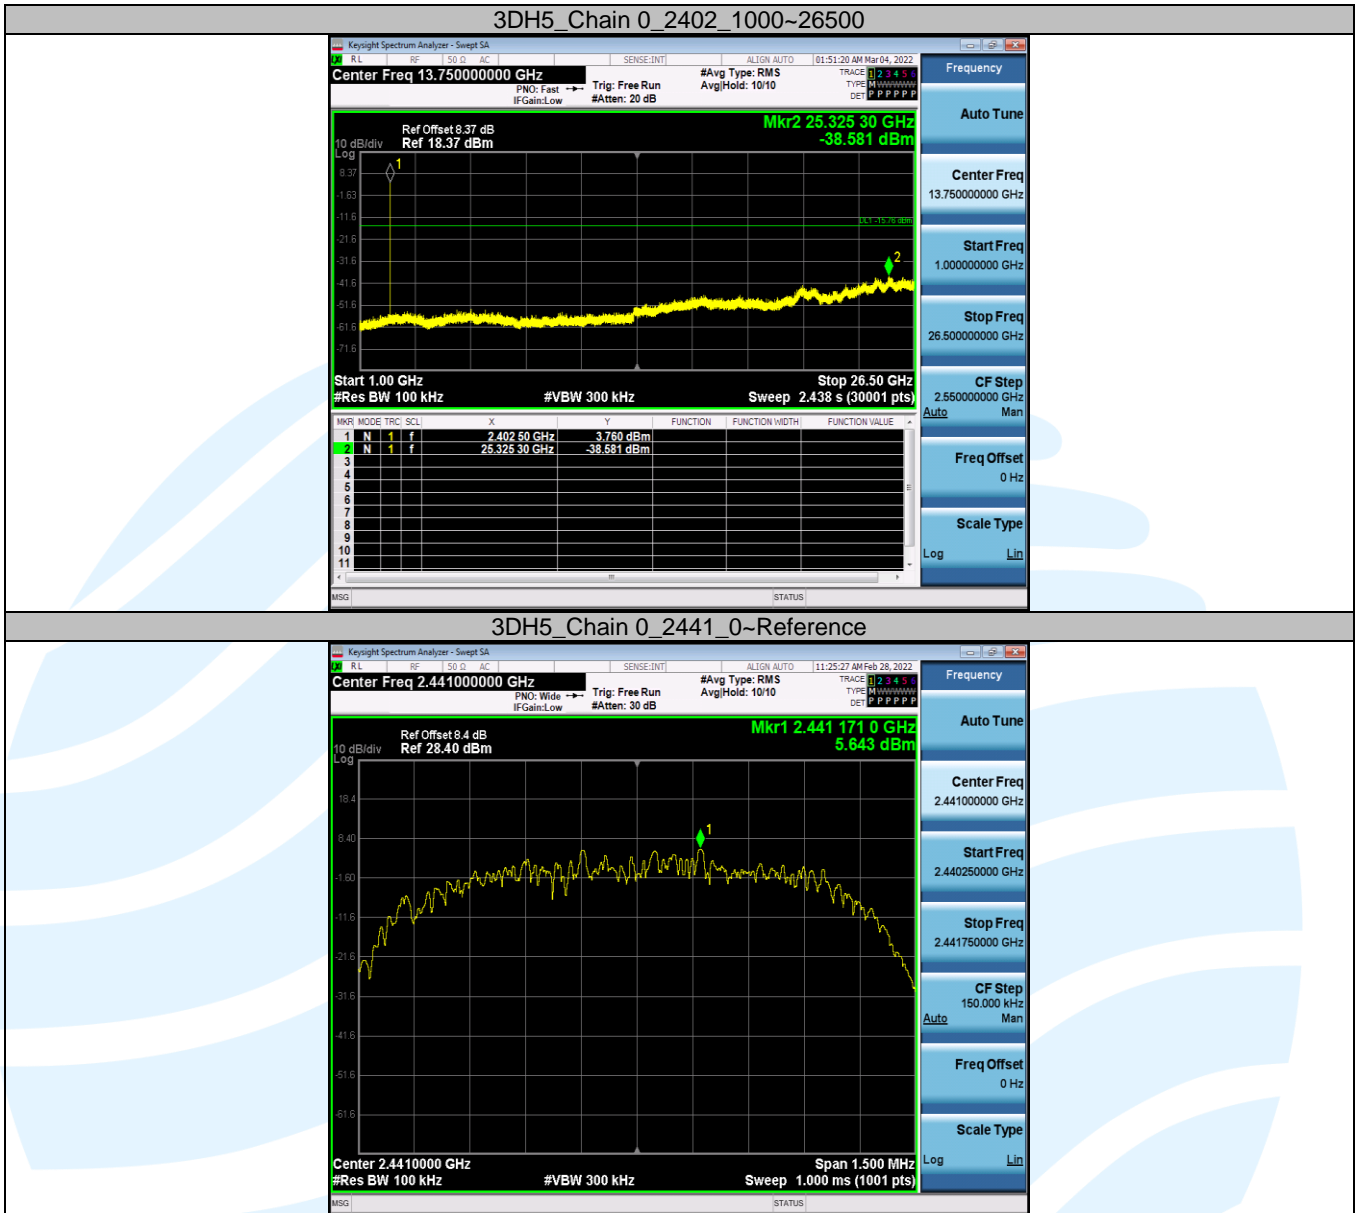 3DH5_Chain 0_2402_1000~26500
Keysight Spectrum Analyzer - Swept SA
RL RF 50 Ω AC SENSE:INT ALIGN AUTO 01:51:20 AM Mar 04, 2022
Center Freq 13.750000000 GHz
PNO: Fast
IFGain:Low
Trig: Free Run
#Atten: 20 dB
#Avg Type: RMS
Avg|Hold: 10/10
TRACE 1 2 3 4 5 6
TYPE M W W W W W
DET P P P P P P
Mkr2 25.325 30 GHz
-38.581 dBm
Ref Offset 8.37 dB
10 dB/div Ref 18.37 dBm
Log
8.37
-1.63
-11.6
-21.6
-31.6
-41.6
-51.6
-61.6
-71.6
1
DL1 -15.76 dBm
2
Start 1.00 GHz Stop 26.50 GHz
#Res BW 100 kHz #VBW 300 kHz Sweep 2.438 s (30001 pts)
MKR MODE TRC SCL X Y FUNCTION FUNCTION WIDTH FUNCTION VALUE
1 N 1 f 2.402 50 GHz 3.760 dBm
2 N 1 f 25.325 30 GHz -38.581 dBm
3
4
5
6
7
8
9
10
11
MSG STATUS
Frequency
Auto Tune
Center Freq
13.750000000 GHz
Start Freq
1.000000000 GHz
Stop Freq
26.500000000 GHz
CF Step
2.550000000 GHz
Auto Man
Freq Offset
0 Hz
Scale Type
Log Lin
3DH5_Chain 0_2441_0~Reference
Keysight Spectrum Analyzer - Swept SA
RL RF 50 Ω AC SENSE:INT ALIGN AUTO 11:25:27 AM Feb 28, 2022
Center Freq 2.441000000 GHz
PNO: Wide
IFGain:Low
Trig: Free Run
#Atten: 30 dB
#Avg Type: RMS
Avg|Hold: 10/10
TRACE 1 2 3 4 5 6
TYPE M W W W W W
DET P P P P P P
Mkr1 2.441 171 0 GHz
5.643 dBm
Ref Offset 8.4 dB
10 dB/div Ref 28.40 dBm
Log
18.4
8.40
-1.60
-11.6
-21.6
-31.6
-41.6
-51.6
-61.6
1
Center 2.4410000 GHz Span 1.500 MHz
#Res BW 100 kHz #VBW 300 kHz Sweep 1.000 ms (1001 pts)
MSG STATUS
Frequency
Auto Tune
Center Freq
2.441000000 GHz
Start Freq
2.440250000 GHz
Stop Freq
2.441750000 GHz
CF Step
150.000 kHz
Auto Man
Freq Offset
0 Hz
Scale Type
Log Lin